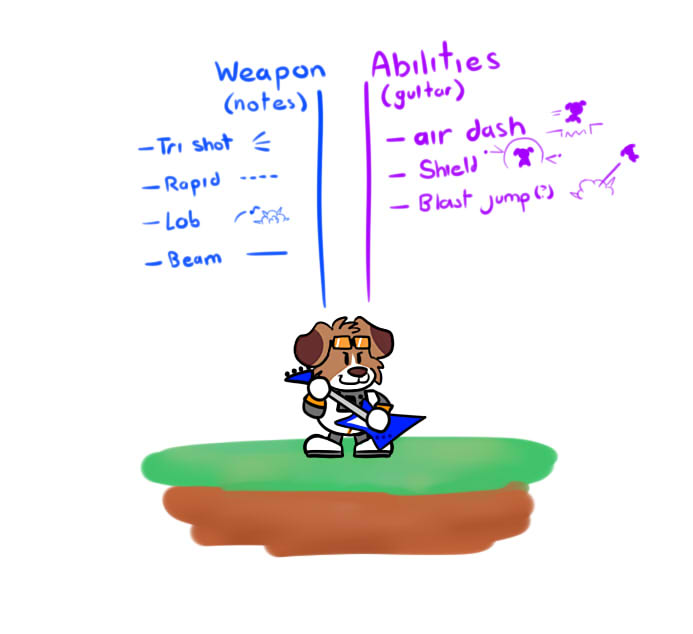 Weapon
(notes)
- Tri shot
- Rapid
- Lob
- Beam
Abilities
(guitar)
- air dash
- Shield
- Blast jump(?)